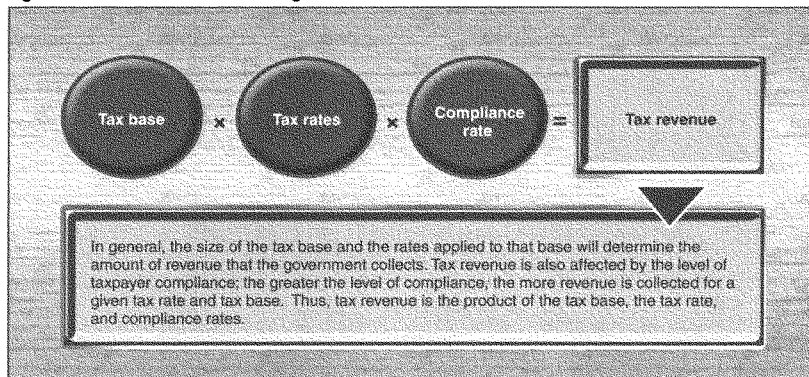 Tax base × Tax rates × Compliance rate = Tax revenue
In general, the size of the tax base and the rates applied to that base will determine the
amount of revenue that the government collects. Tax revenue is also affected by the level of
taxpayer compliance; the greater the level of compliance, the more revenue is collected for a
given tax rate and tax base. Thus, tax revenue is the product of the tax base, the tax rate,
and compliance rates.